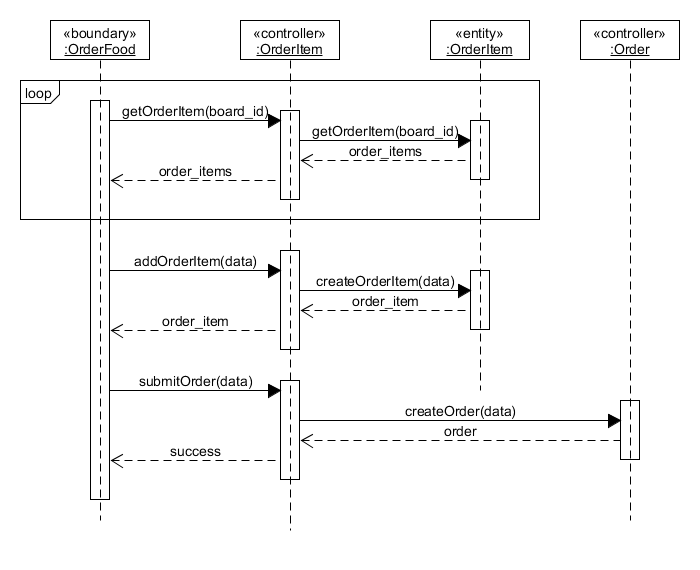 «boundary»
:OrderFood
«controller»
:OrderItem
«entity»
:OrderItem
«controller»
:Order
loop
getOrderItem(board_id)
getOrderItem(board_id)
order_items
order_items
addOrderItem(data)
createOrderItem(data)
order_item
order_item
submitOrder(data)
createOrder(data)
order
success